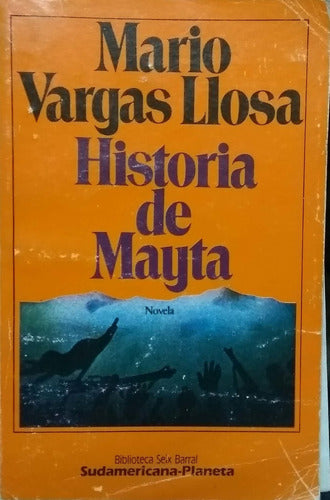 Mario
Vargas Llosa
Historia
de
Mayta
Novela
Biblioteca Seix Barral
Sudamericana-Planeta